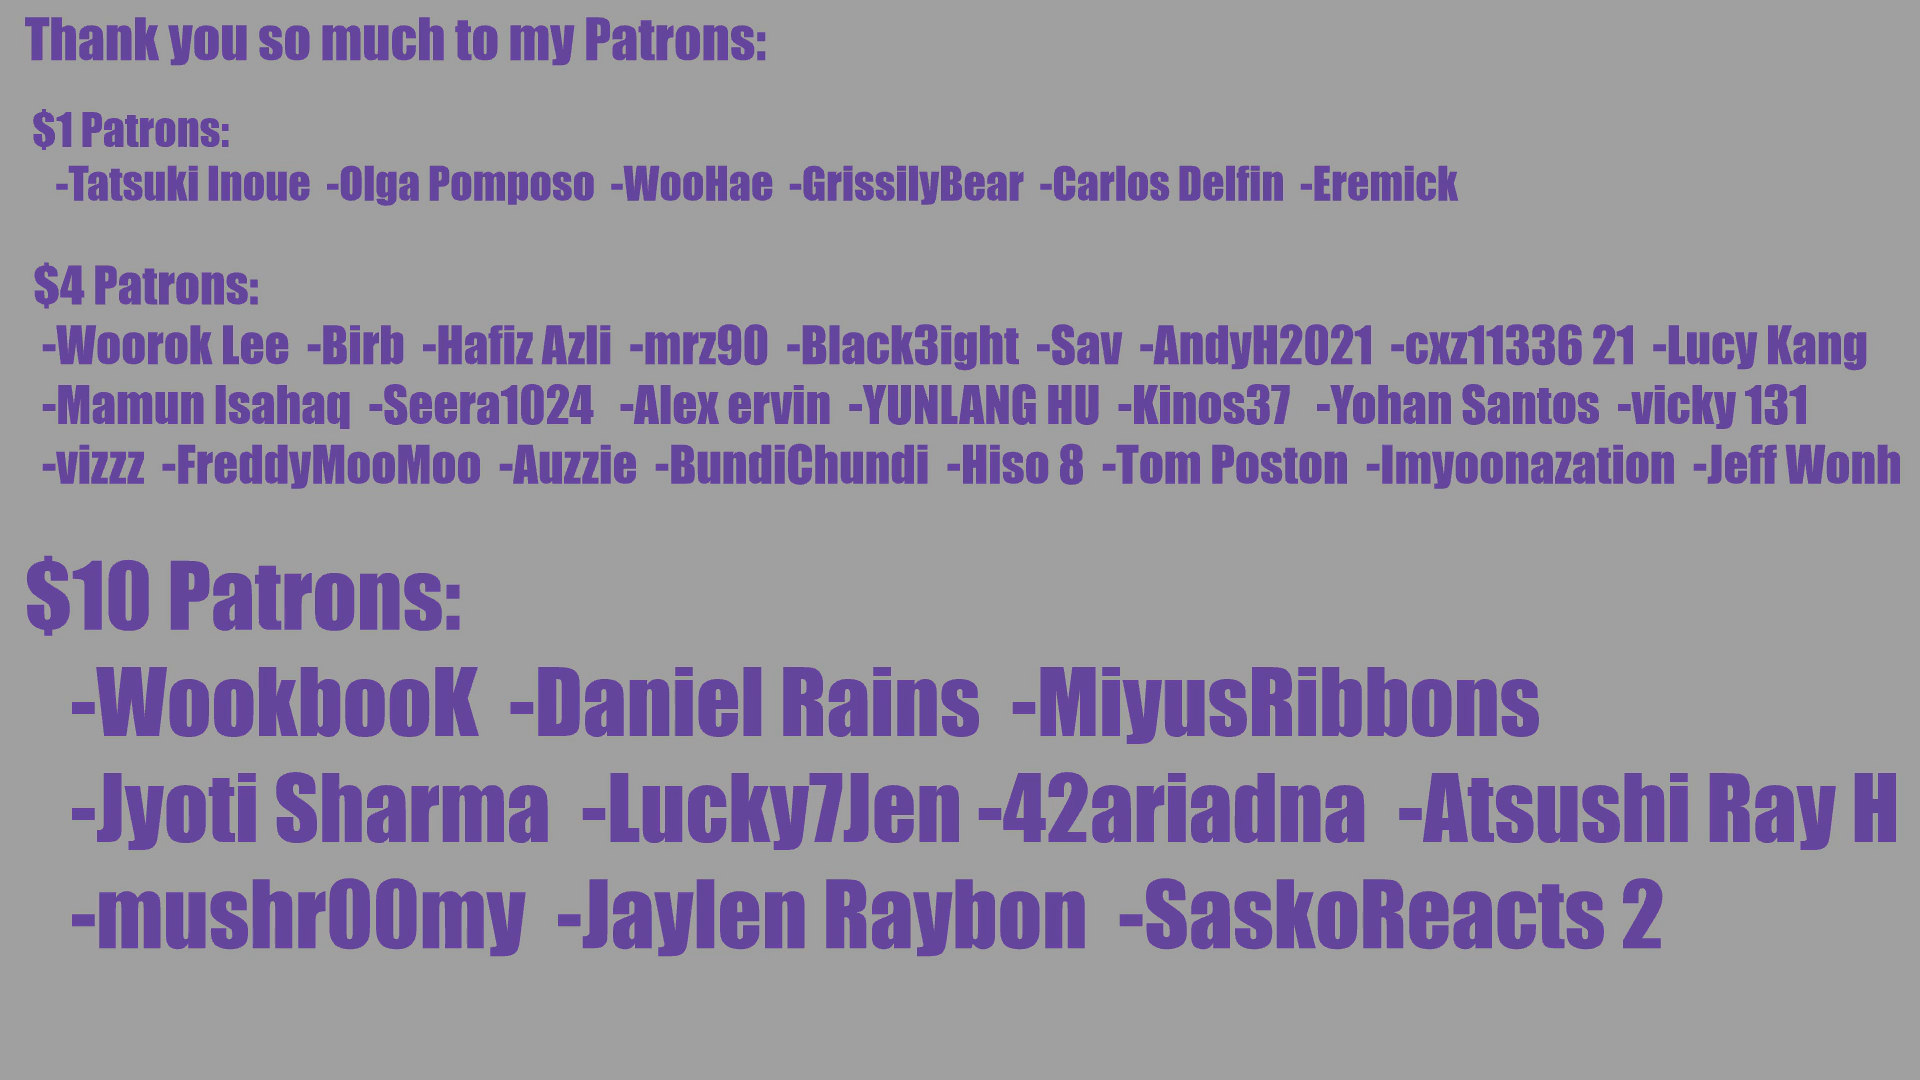 Thank you so much to my Patrons:
$1 Patrons:
-Tatsuki Inoue -Olga Pomposo -WooHae -GrissilyBear -Carlos Delfin -Eremick
$4 Patrons:
-Woorok Lee -Birb -Hafiz Azli -mrz90 -Black3ight -Sav -AndyH2021 -cxz11336 21 -Lucy Kang
-Mamun Isahaq -Seera1024 -Alex ervin -YUNLANG HU -Kinos37 -Yohan Santos -vicky 131
-vizzz -FreddyMooMoo -Auzzie -BundiChundi -Hiso 8 -Tom Poston -Imyoonazation -Jeff Wonh
$10 Patrons:
-WookbooK -Daniel Rains -MiyusRibbons
-Jyoti Sharma -Lucky7Jen -42ariadna -Atsushi Ray H
-mushr00my -Jaylen Raybon -SaskoReacts 2